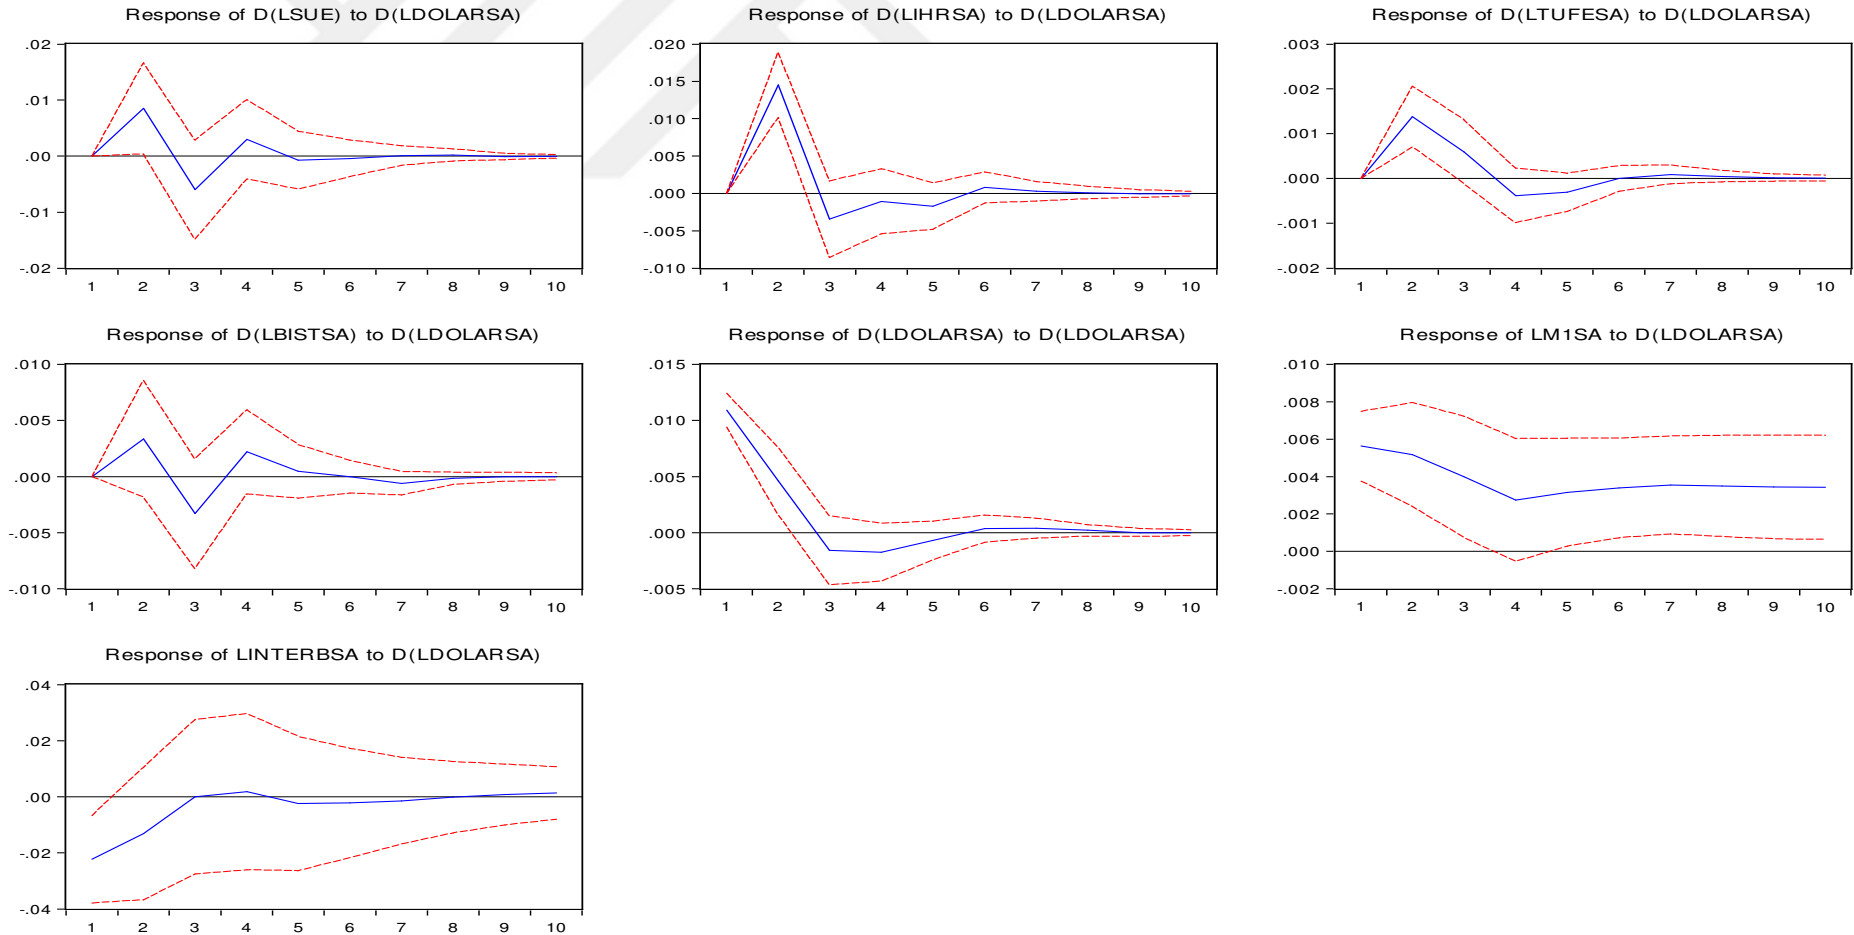 Response of D(LSUE) to D(LDOLARSA)
.02
.01
.00
-.01
-.02
1 2 3 4 5 6 7 8 9 10
Response of D(LIHRSA) to D(LDOLARSA)
.020
.015
.010
.005
.000
-.005
-.010
1 2 3 4 5 6 7 8 9 10
Response of D(LTUFESA) to D(LDOLARSA)
.003
.002
.001
.000
-.001
-.002
1 2 3 4 5 6 7 8 9 10
Response of D(LBISTSA) to D(LDOLARSA)
.010
.005
.000
-.005
-.010
1 2 3 4 5 6 7 8 9 10
Response of D(LDOLARSA) to D(LDOLARSA)
.015
.010
.005
.000
-.005
1 2 3 4 5 6 7 8 9 10
Response of LM1SA to D(LDOLARSA)
.010
.008
.006
.004
.002
.000
-.002
1 2 3 4 5 6 7 8 9 10
Response of LINTERBSA to D(LDOLARSA)
.04
.02
.00
-.02
-.04
1 2 3 4 5 6 7 8 9 10